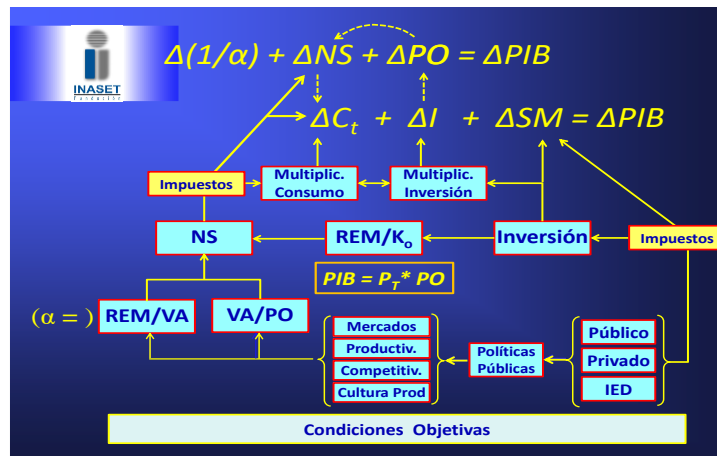 INASET
Fundación
Δ(1/α) + ΔNS + ΔPO = ΔPIB
ΔCt + ΔI + ΔSM = ΔPIB
Impuestos
Multiplic.
Consumo
Multiplic.
Inversión
NS
REM/Ko
Inversión
Impuestos
PIB = PT* PO
(α = )
REM/VA
VA/PO
Mercados
Productiv.
Competitiv.
Cultura Prod
Políticas
Públicas
Público
Privado
IED
Condiciones Objetivas